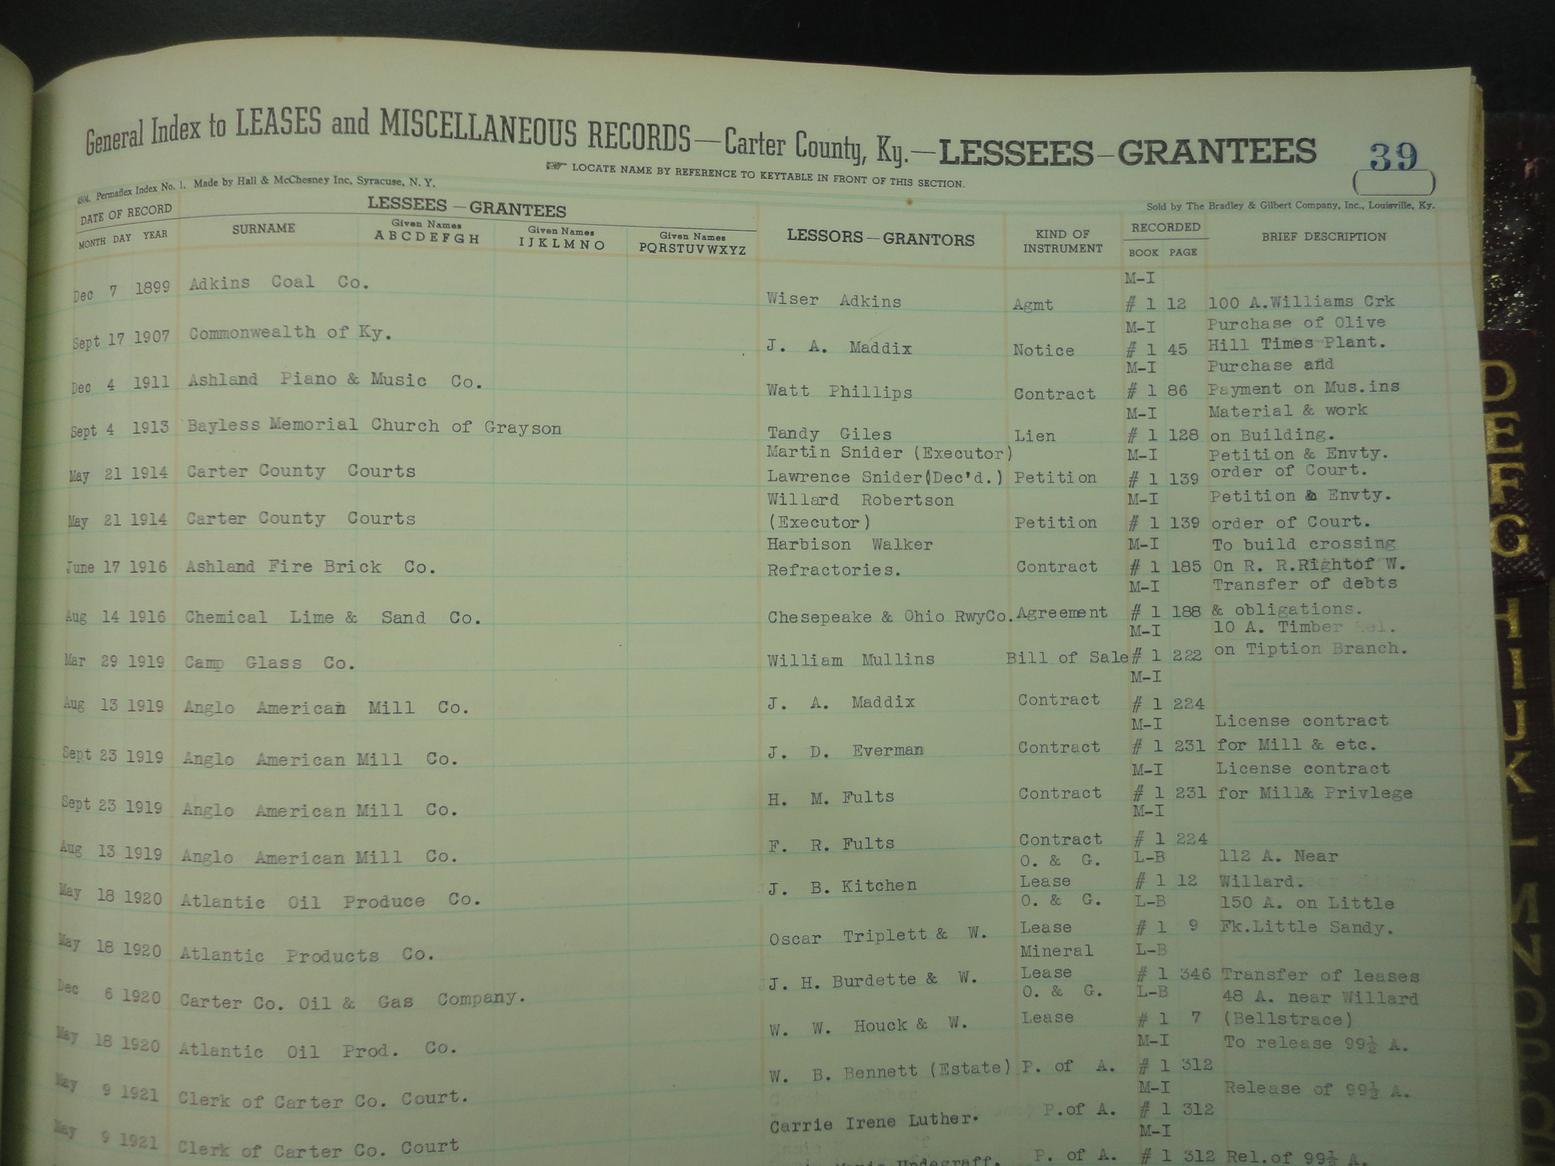 General Index to LEASES and MISCELLANEOUS RECORDS—Carter County, Ky.—LESSEES-GRANTEES 39
☞ LOCATE NAME BY REFERENCE TO KEYTABLE IN FRONT OF THIS SECTION.
Permaflex Index No. 1. Made by Hall & McChesney Inc, Syracuse, N. Y.
Sold by The Bradley & Gilbert Company, Inc., Louisville, Ky.
DATE OF RECORD LESSEES—GRANTEES LESSORS—GRANTORS KIND OF INSTRUMENT RECORDED BRIEF DESCRIPTION
MONTH DAY YEAR SURNAME Given Names A B C D E F G H Given Names I J K L M N O Given Names PQRSTUVWXYZ BOOK PAGE
M-I
Dec 7 1899 Adkins Coal Co. Wiser Adkins Agmt # 1 12 100 A.Williams Crk
M-I Purchase of Olive
Sept 17 1907 Commonwealth of Ky. J. A. Maddix Notice # 1 45 Hill Times Plant.
M-I Purchase and
Dec 4 1911 Ashland Piano & Music Co. Watt Phillips Contract # 1 86 Payment on Mus.ins
M-I Material & work
Sept 4 1913 Bayless Memorial Church of Grayson Tandy Giles Lien # 1 128 on Building.
Martin Snider (Executor) M-I Petition & Envty.
May 21 1914 Carter County Courts Lawrence Snider(Dec'd.) Petition # 1 139 order of Court.
Willard Robertson M-I Petition & Envty.
May 21 1914 Carter County Courts (Executor) Petition # 1 139 order of Court.
Harbison Walker M-I To build crossing
June 17 1916 Ashland Fire Brick Co. Refractories. Contract # 1 185 On R. R.Rightof W.
M-I Transfer of debts
Aug 14 1916 Chemical Lime & Sand Co. Chesepeake & Ohio RwyCo. Agreement # 1 188 & obligations.
M-I 10 A. Timber
Mar 29 1919 Camp Glass Co. William Mullins Bill of Sale # 1 222 on Tiption Branch.
M-I
Aug 13 1919 Anglo American Mill Co. J. A. Maddix Contract # 1 224
M-I License contract
Sept 23 1919 Anglo American Mill Co. J. D. Everman Contract # 1 231 for Mill & etc.
M-I License contract
Sept 23 1919 Anglo American Mill Co. H. M. Fults Contract # 1 231 for Mill& Privlege
M-I
Aug 13 1919 Anglo American Mill Co. F. R. Fults Contract # 1 224
O. & G. L-B 112 A. Near
May 18 1920 Atlantic Oil Produce Co. J. B. Kitchen Lease # 1 12 Willard.
O. & G. L-B 150 A. on Little
May 18 1920 Atlantic Products Co. Oscar Triplett & W. Lease # 1 9 Fk.Little Sandy.
Mineral L-B
Dec 6 1920 Carter Co. Oil & Gas Company. J. H. Burdette & W. Lease # 1 346 Transfer of leases
O. & G. L-B 48 A. near Willard
May 18 1920 Atlantic Oil Prod. Co. W. W. Houck & W. Lease # 1 7 (Bellstrace)
M-I To release 99½ A.
May 9 1921 Clerk of Carter Co. Court. W. B. Bennett (Estate) P. of A. # 1 312
M-I Release of 99½ A.
May 9 1921 Clerk of Carter Co. Court Carrie Irene Luther. P.of A. # 1 312
M-I
P. of A. # 1 312 Rel.of 99½ A.
D
E
F
G
H
I
J
K
L
M
N
O
P
Q